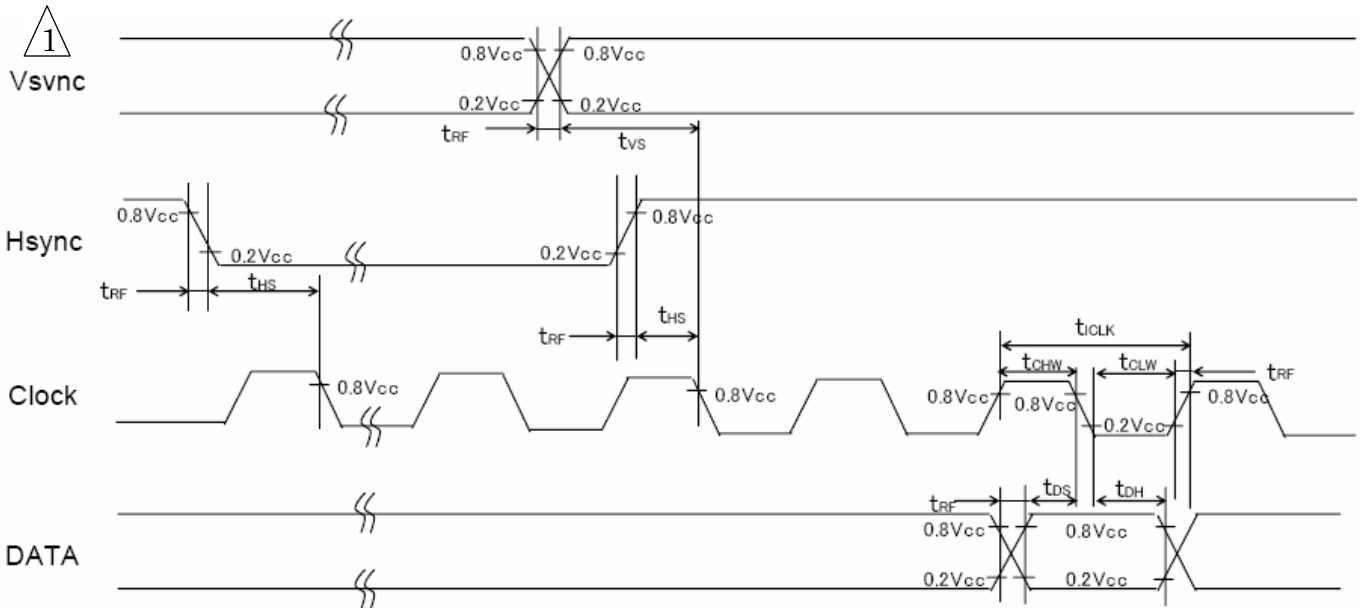 1
Vsvnc
0.8Vcc 0.8Vcc
0.2Vcc 0.2Vcc
tRF tVS
Hsync
0.8Vcc 0.8Vcc
0.2Vcc 0.2Vcc
tRF tHS
tRF tHS
tICLK
tCHW tCLW tRF
Clock
0.8Vcc 0.8Vcc 0.8Vcc 0.8Vcc 0.8Vcc
0.2Vcc
tRF tDS tDH
DATA
0.8Vcc 0.8Vcc
0.2Vcc 0.2Vcc